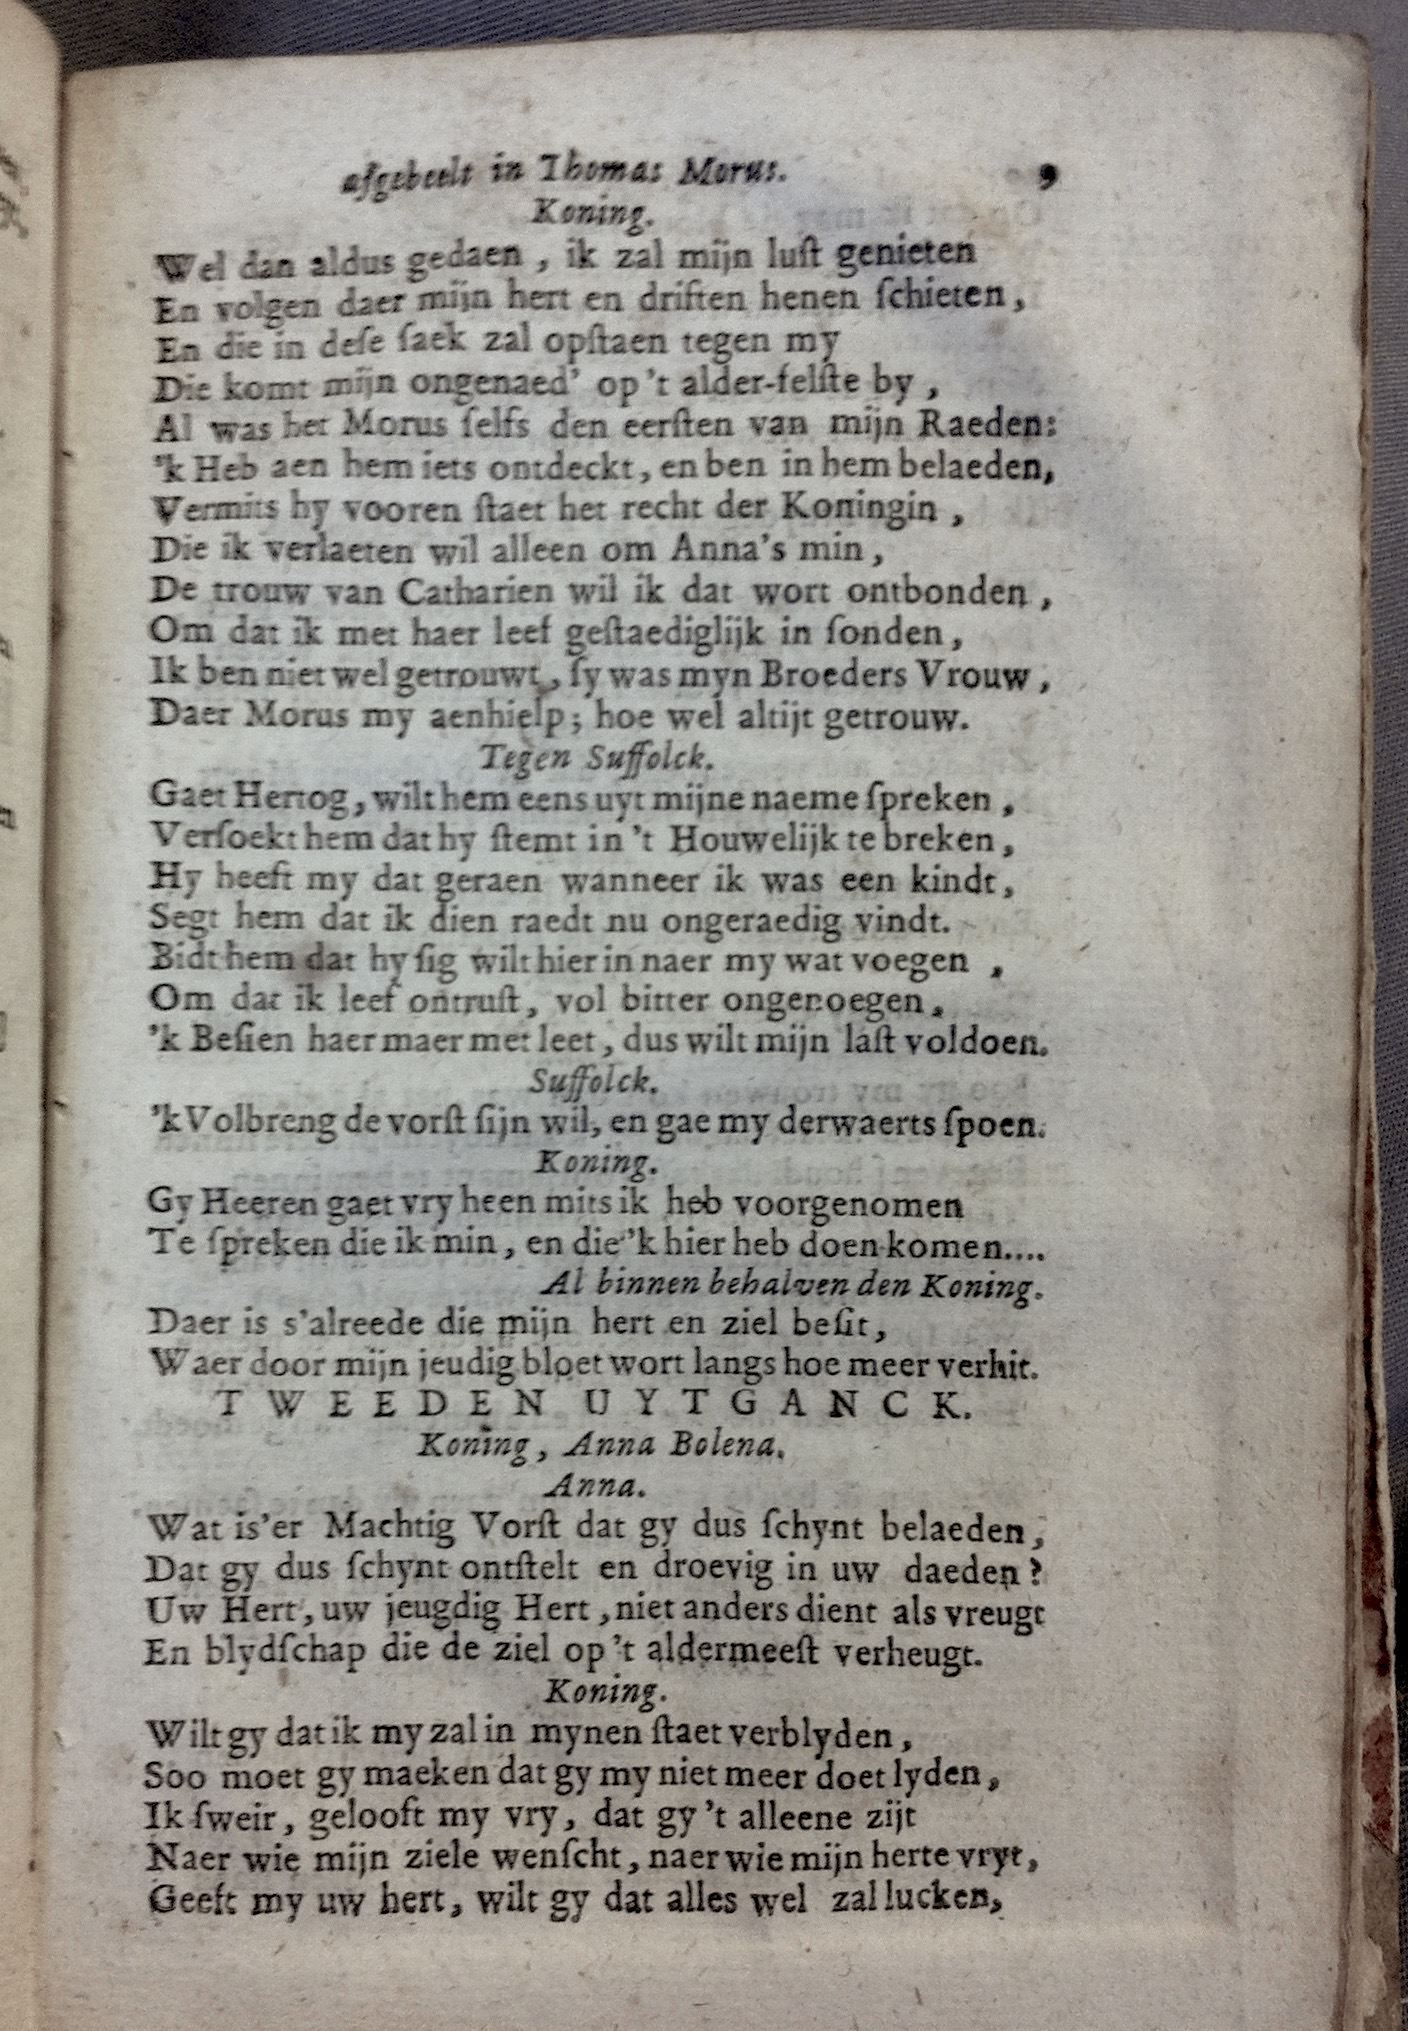 afgebeelt in Thomas Morus. 9
Koning.
Wel dan aldus gedaen, ik zal mijn luſt genieten
En volgen daer mijn hert en driften henen ſchieten,
En die in deſe ſaek zal opſtaen tegen my
Die komt mijn ongenaed' op 't alder-felſte by,
Al was het Morus ſelfs den eerſten van mijn Raeden:
'k Heb aen hem iets ontdeckt, en ben in hem belaeden,
Vermits hy vooren ſtaet het recht der Koningin,
Die ik verlaeten wil alleen om Anna's min,
De trouw van Catharien wil ik dat wort ontbonden,
Om dat ik met haer leef geſtaediglijk in ſonden,
Ik ben niet wel getrouwt, ſy was myn Broeders Vrouw,
Daer Morus my aenhielp; hoe wel altijt getrouw.
Tegen Suffolck.
Gaet Hertog, wilt hem eens uyt mijne naeme ſpreken,
Verſoekt hem dat hy ſtemt in 't Houwelijk te breken,
Hy heeft my dat geraen wanneer ik was een kindt,
Segt hem dat ik dien raedt nu ongeraedig vindt.
Bidt hem dat hy ſig wilt hier in naer my wat voegen,
Om dat ik leef ontruſt, vol bitter ongenoegen,
'k Beſien haer maer met leet, dus wilt mijn laſt voldoen.
Suffolck.
'k Volbreng de vorſt ſijn wil, en gae my derwaerts ſpoen.
Koning.
Gy Heeren gaet vry heen mits ik heb voorgenomen
Te ſpreken die ik min, en die 'k hier heb doen komen....
Al binnen behalven den Koning.
Daer is s'alreede die mijn hert en ziel beſit,
Waer door mijn jeudig bloet wort langs hoe meer verhit.
TWEEDEN UYTGANCK.
Koning, Anna Bolena.
Anna.
Wat is'er Machtig Vorſt dat gy dus ſchynt belaeden,
Dat gy dus ſchynt ontſtelt en droevig in uw daeden?
Uw Hert, uw jeugdig Hert, niet anders dient als vreugt
En blydſchap die de ziel op 't aldermeeſt verheugt.
Koning.
Wilt gy dat ik my zal in mynen ſtaet verblyden,
Soo moet gy maeken dat gy my niet meer doet lyden,
Ik ſweir, gelooft my vry, dat gy 't alleene zijt
Naer wie mijn ziele wenſcht, naer wie mijn herte vryt,
Geeft my uw hert, wilt gy dat alles wel zal lucken,